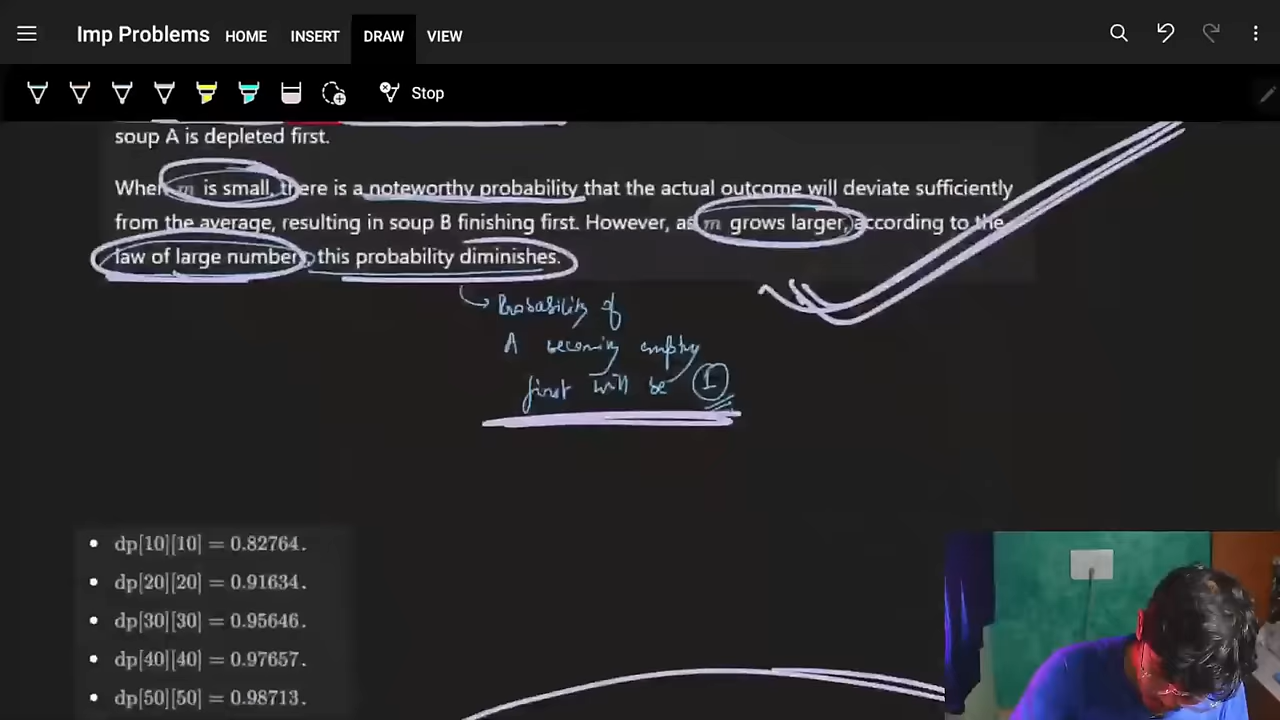 Imp Problems HOME INSERT DRAW VIEW
Stop
soup A is depleted first.
When m is small, there is a noteworthy probability that the actual outcome will deviate sufficiently
from the average, resulting in soup B finishing first. However, as m grows larger, according to the
law of large number, this probability diminishes.
Probability of
A becoming empty
first will be 1
dp[10][10] = 0.82764.
dp[20][20] = 0.91634.
dp[30][30] = 0.95646.
dp[40][40] = 0.97657.
dp[50][50] = 0.98713.